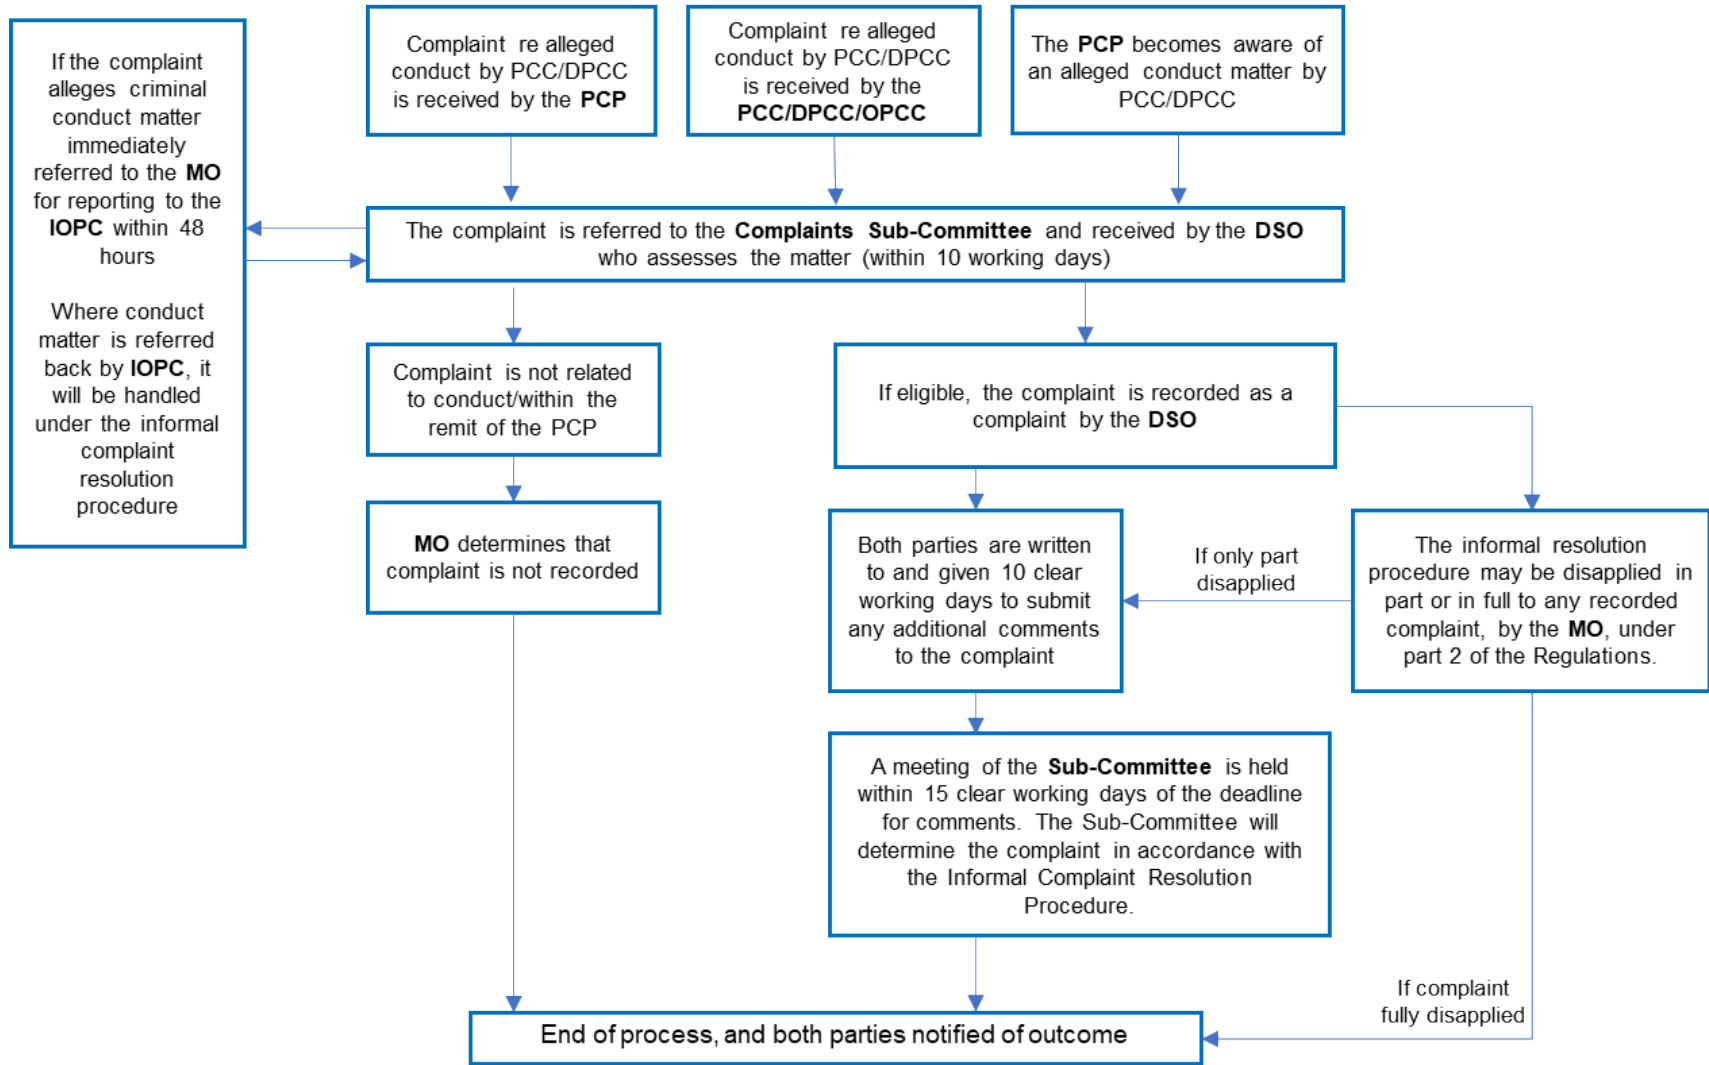 If the complaint
alleges criminal
conduct matter
immediately
referred to the MO
for reporting to the
IOPC within 48
hours
Where conduct
matter is referred
back by IOPC, it
will be handled
under the informal
complaint
resolution
procedure
Complaint re alleged
conduct by PCC/DPCC
is received by the PCP
Complaint re alleged
conduct by PCC/DPCC
is received by the
PCC/DPCC/OPCC
The PCP becomes aware of
an alleged conduct matter by
PCC/DPCC
The complaint is referred to the Complaints Sub-Committee and received by the DSO
who assesses the matter (within 10 working days)
Complaint is not related
to conduct/within the
remit of the PCP
If eligible, the complaint is recorded as a
complaint by the DSO
MO determines that
complaint is not recorded
Both parties are written
to and given 10 clear
working days to submit
any additional comments
to the complaint
If only part
disapplied
The informal resolution
procedure may be disapplied in
part or in full to any recorded
complaint, by the MO, under
part 2 of the Regulations.
A meeting of the Sub-Committee is held
within 15 clear working days of the deadline
for comments. The Sub-Committee will
determine the complaint in accordance with
the Informal Complaint Resolution
Procedure.
If complaint
fully disapplied
End of process, and both parties notified of outcome